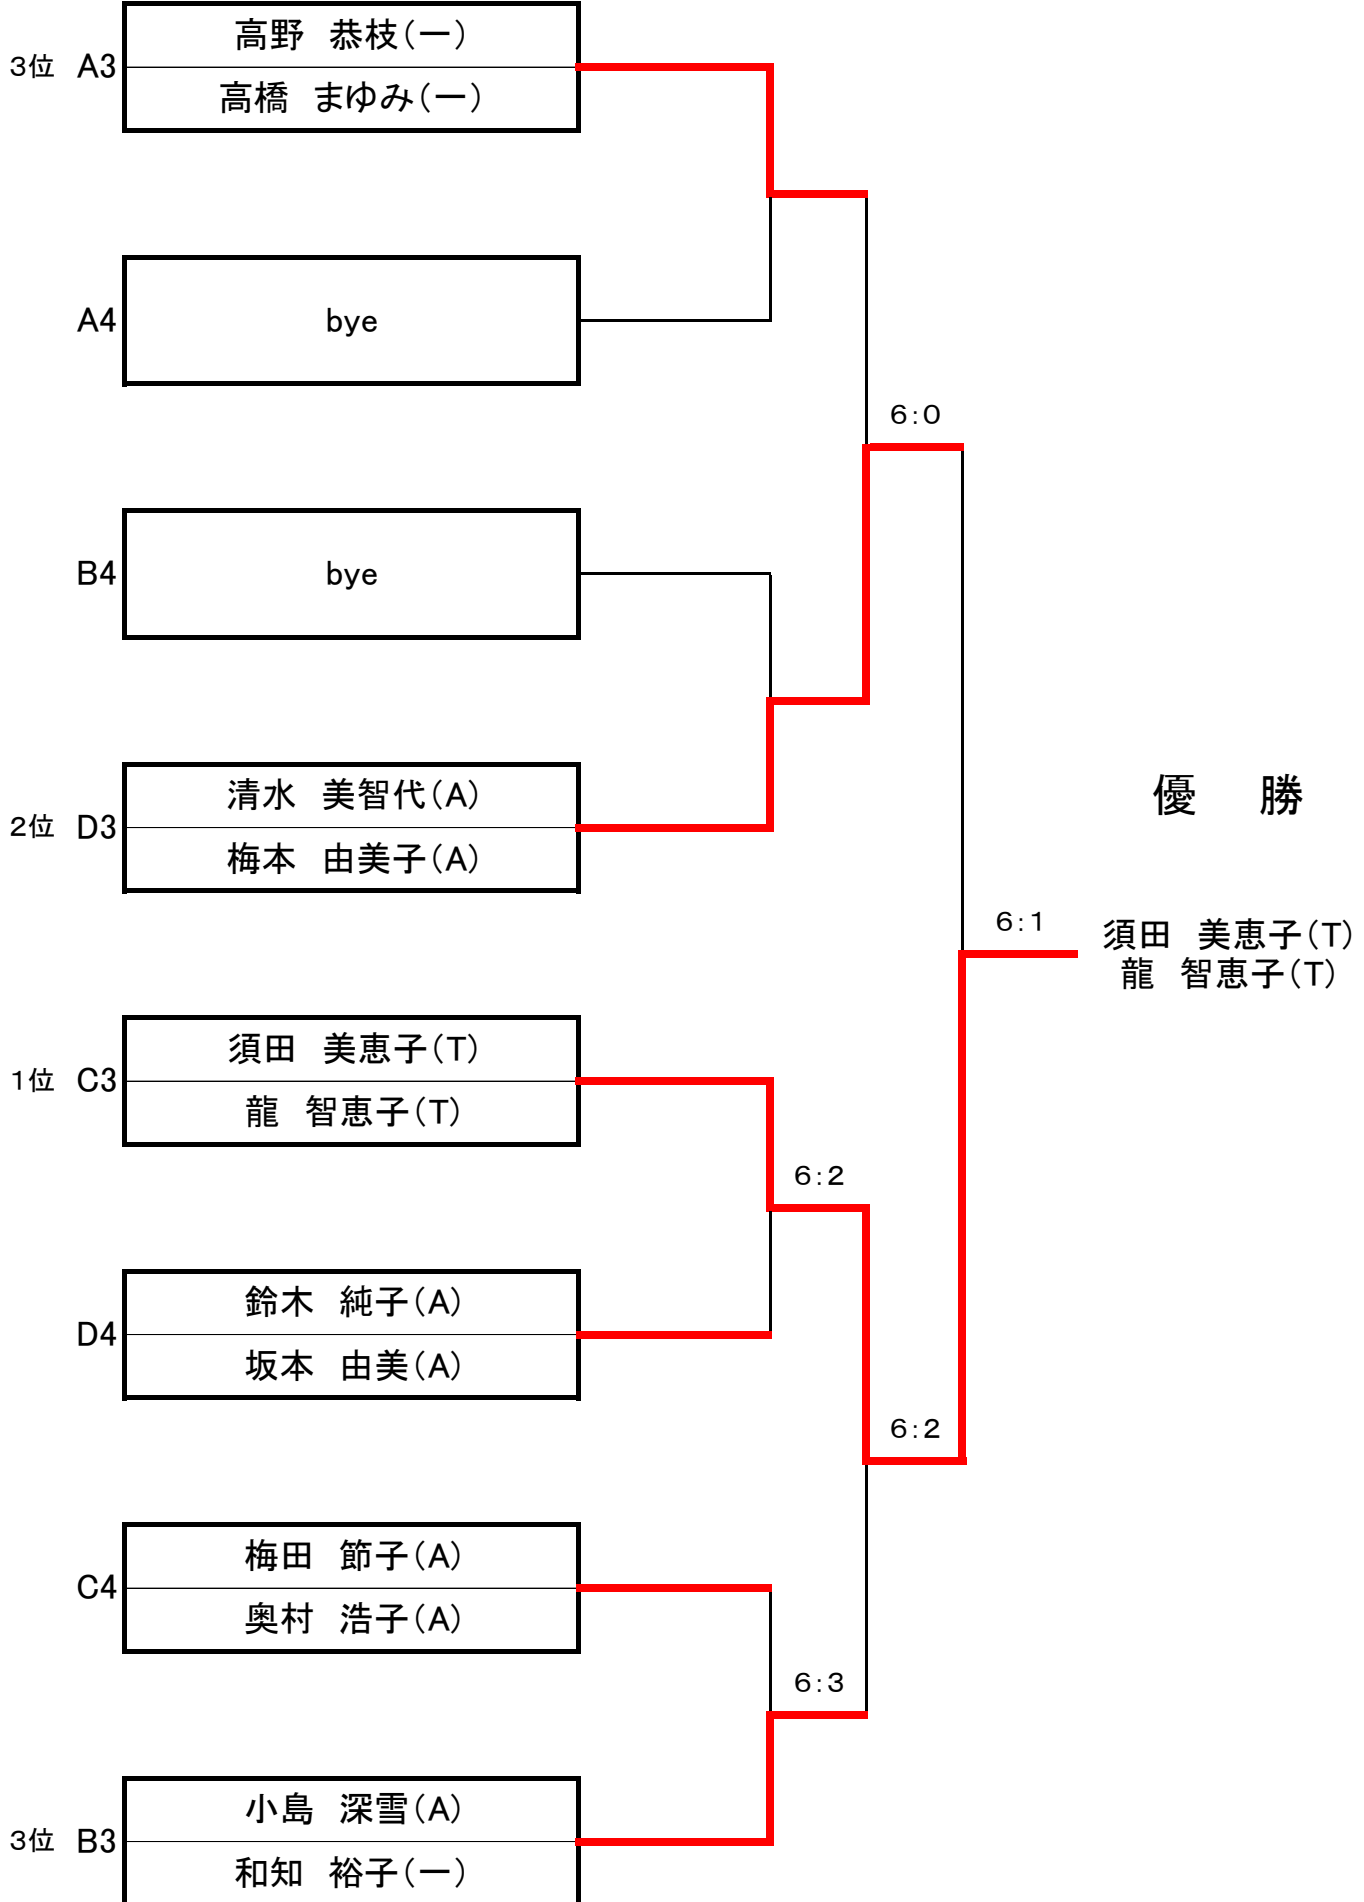 高野　恭枝(一)
3位 A3
高橋　まゆみ(一)
A4 bye
6:0
B4 bye
清水　美智代(A)
2位 D3
梅本　由美子(A)
優　勝
6:1
須田　美恵子(T)
龍　智恵子(T)
須田　美恵子(T)
1位 C3
龍　智恵子(T)
6:2
鈴木　純子(A)
D4
坂本　由美(A)
6:2
梅田　節子(A)
C4
奥村　浩子(A)
6:3
小島　深雪(A)
3位 B3
和知　裕子(一)